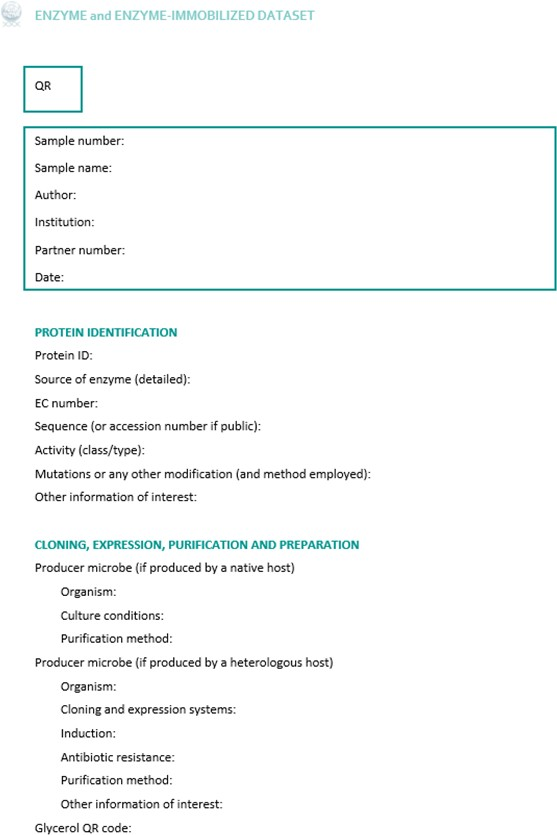 ENZYME and ENZYME-IMMOBILIZED DATASET
QR
Sample number:
Sample name:
Author:
Institution:
Partner number:
Date:
PROTEIN IDENTIFICATION
Protein ID:
Source of enzyme (detailed):
EC number:
Sequence (or accession number if public):
Activity (class/type):
Mutations or any other modification (and method employed):
Other information of interest:
CLONING, EXPRESSION, PURIFICATION AND PREPARATION
Producer microbe (if produced by a native host)
Organism:
Culture conditions:
Purification method:
Producer microbe (if produced by a heterologous host)
Organism:
Cloning and expression systems:
Induction:
Antibiotic resistance:
Purification method:
Other information of interest:
Glycerol QR code: